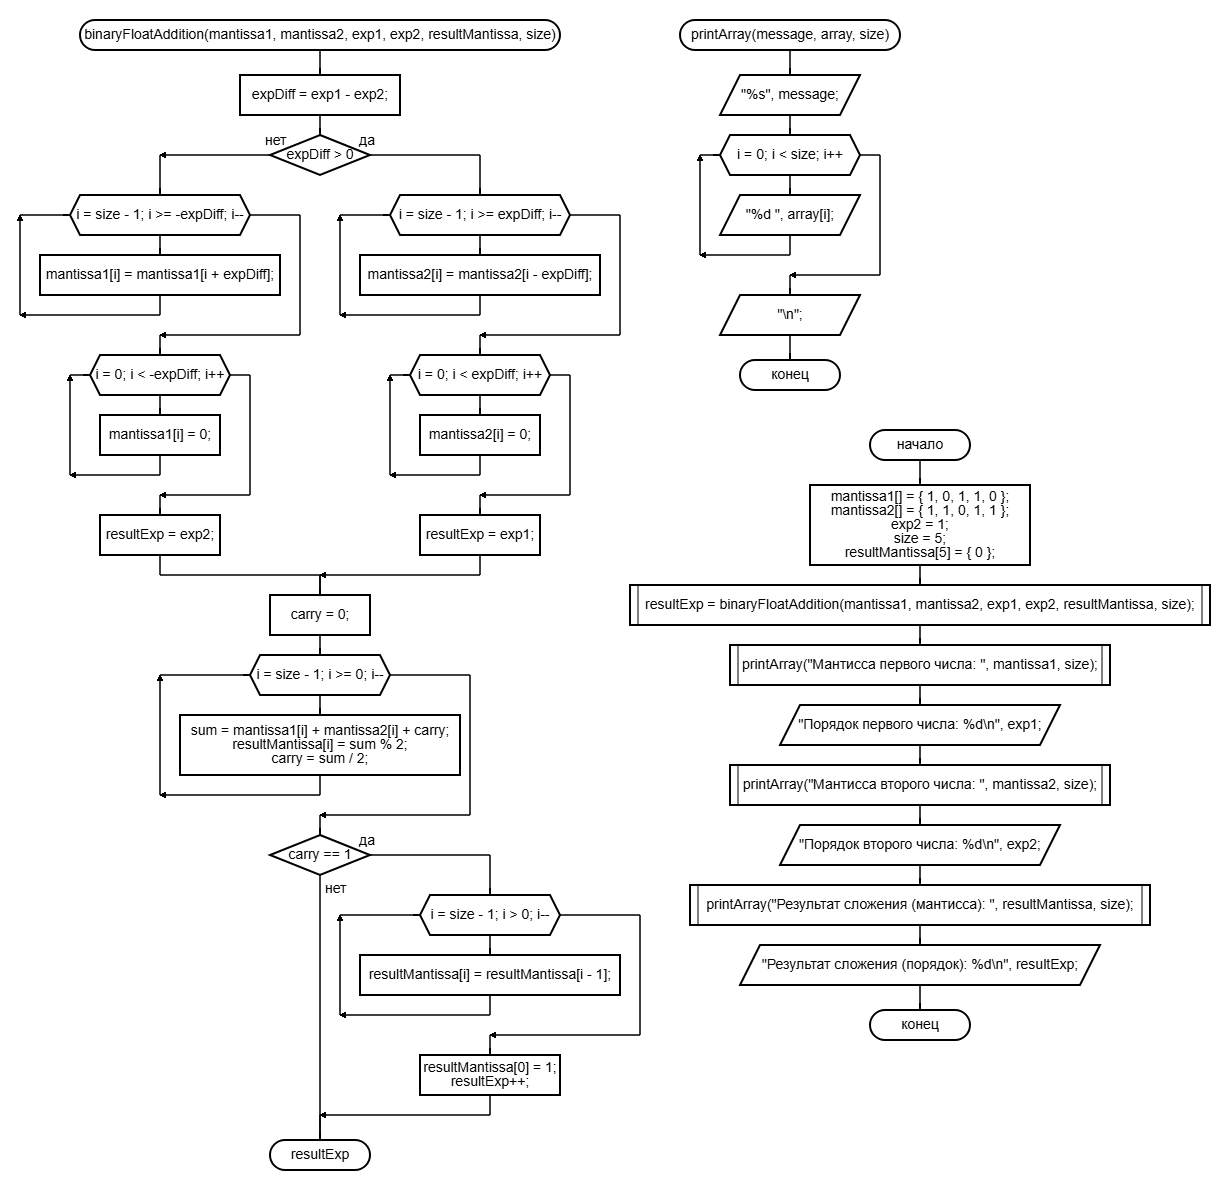 binaryFloatAddition(mantissa1, mantissa2, exp1, exp2, resultMantissa, size)
expDiff = exp1 - exp2;
нет
да
expDiff > 0
i = size - 1; i >= -expDiff; i--
i = size - 1; i >= expDiff; i--
mantissa1[i] = mantissa1[i + expDiff];
mantissa2[i] = mantissa2[i - expDiff];
i = 0; i < -expDiff; i++
i = 0; i < expDiff; i++
mantissa1[i] = 0;
mantissa2[i] = 0;
resultExp = exp2;
resultExp = exp1;
carry = 0;
i = size - 1; i >= 0; i--
sum = mantissa1[i] + mantissa2[i] + carry;
resultMantissa[i] = sum % 2;
carry = sum / 2;
да
carry == 1
нет
i = size - 1; i > 0; i--
resultMantissa[i] = resultMantissa[i - 1];
resultMantissa[0] = 1;
resultExp++;
resultExp
printArray(message, array, size)
"%s", message;
i = 0; i < size; i++
"%d ", array[i];
"\n";
конец
начало
mantissa1[] = { 1, 0, 1, 1, 0 };
mantissa2[] = { 1, 1, 0, 1, 1 };
exp2 = 1;
size = 5;
resultMantissa[5] = { 0 };
resultExp = binaryFloatAddition(mantissa1, mantissa2, exp1, exp2, resultMantissa, size);
printArray("Мантисса первого числа: ", mantissa1, size);
"Порядок первого числа: %d\n", exp1;
printArray("Мантисса второго числа: ", mantissa2, size);
"Порядок второго числа: %d\n", exp2;
printArray("Результат сложения (мантисса): ", resultMantissa, size);
"Результат сложения (порядок): %d\n", resultExp;
конец